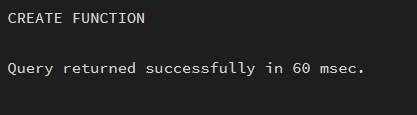 CREATE FUNCTION
Query returned successfully in 60 msec.